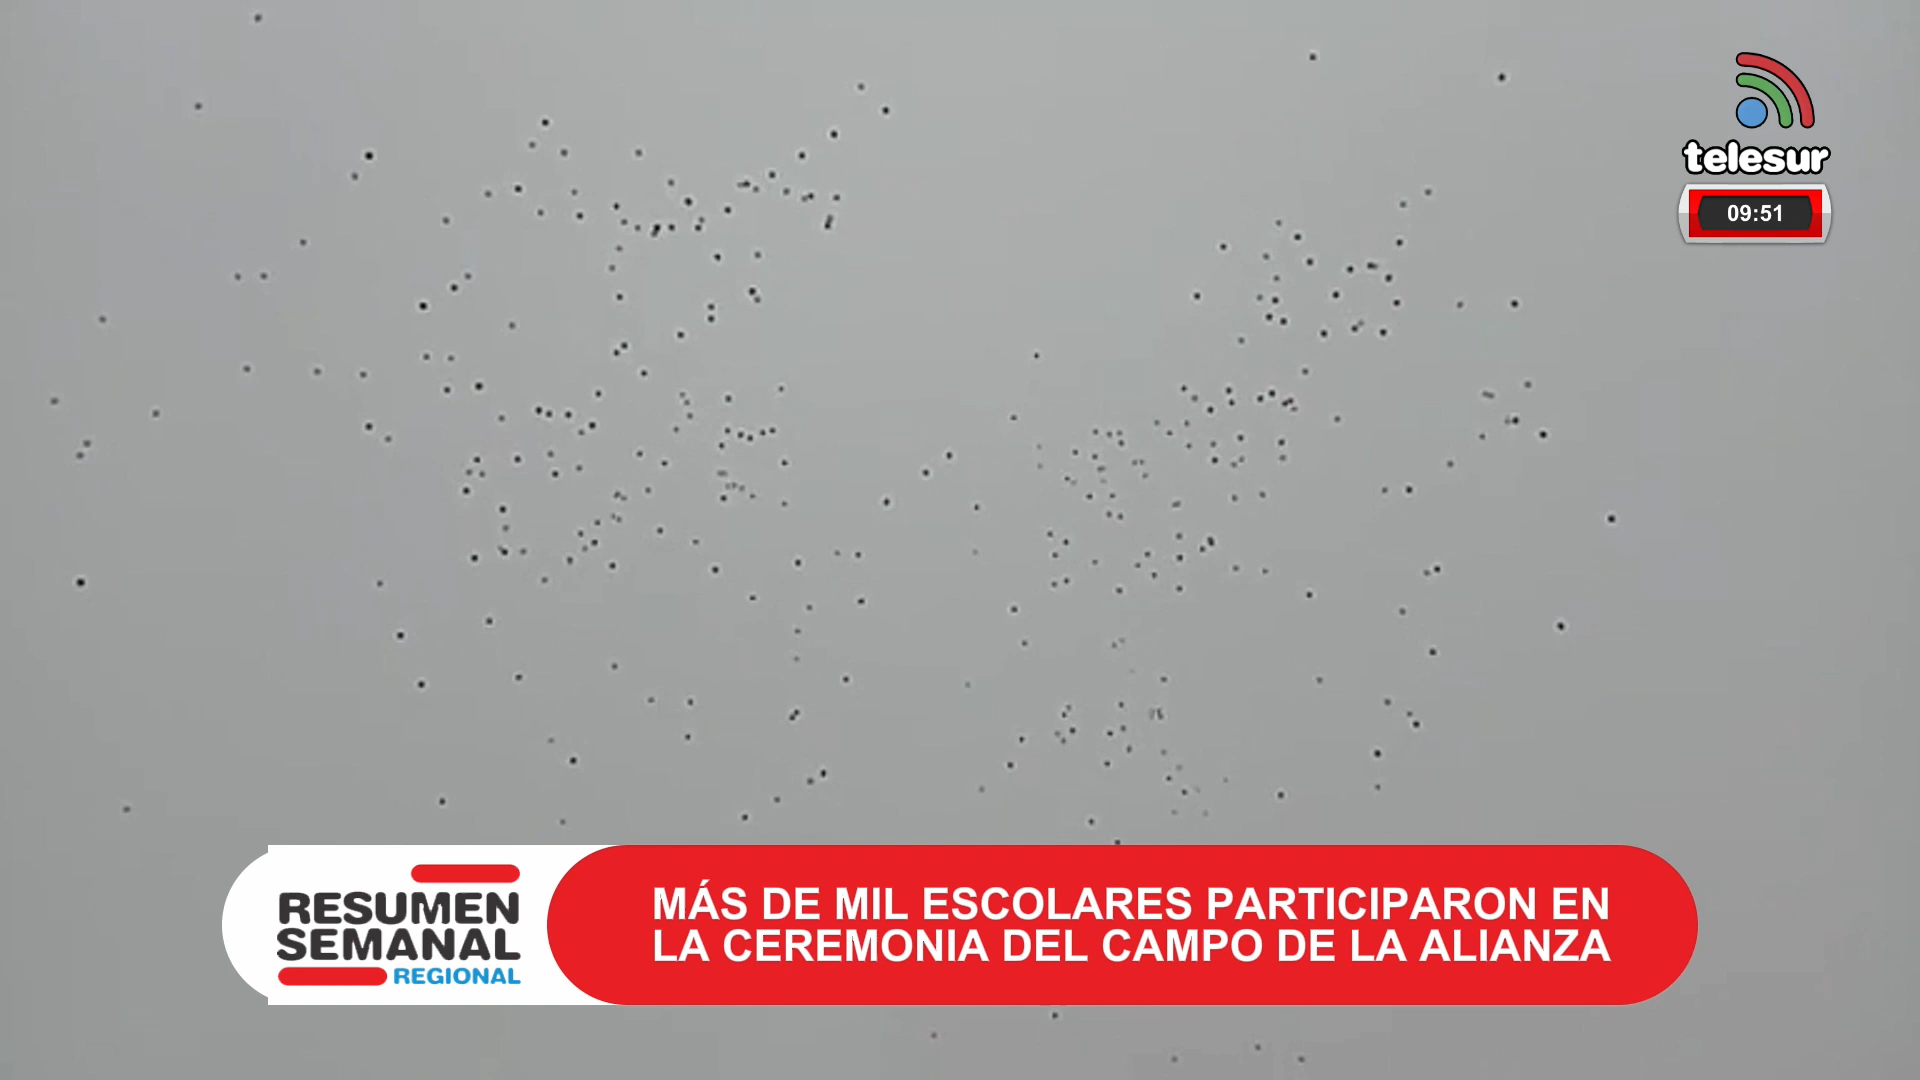 telesur
09:51
RESUMEN
SEMANAL
REGIONAL
MÁS DE MIL ESCOLARES PARTICIPARON EN
LA CEREMONIA DEL CAMPO DE LA ALIANZA